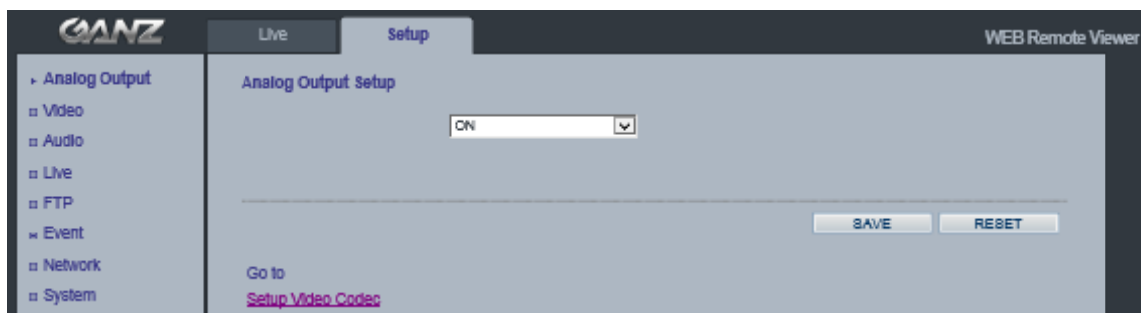 GANZ
Live
Setup
WEB Remote Viewer
Analog Output
Video
Audio
Live
FTP
Event
Network
System
Analog Output Setup
ON
SAVE
RESET
Go to
Setup Video Codec